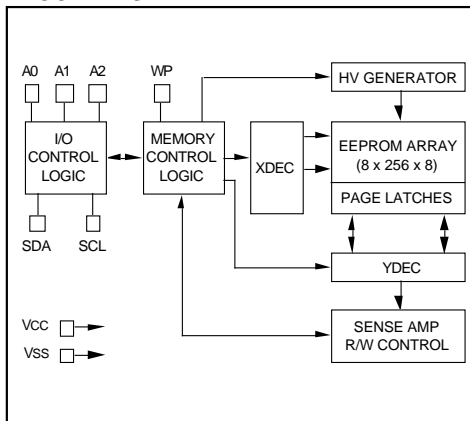 A0 A1 A2 WP
HV GENERATOR
I/O
CONTROL
LOGIC
MEMORY
CONTROL
LOGIC
XDEC
EEPROM ARRAY
(8 x 256 x 8)
PAGE LATCHES
SDA SCL
YDEC
VCC
VSS
SENSE AMP
R/W CONTROL